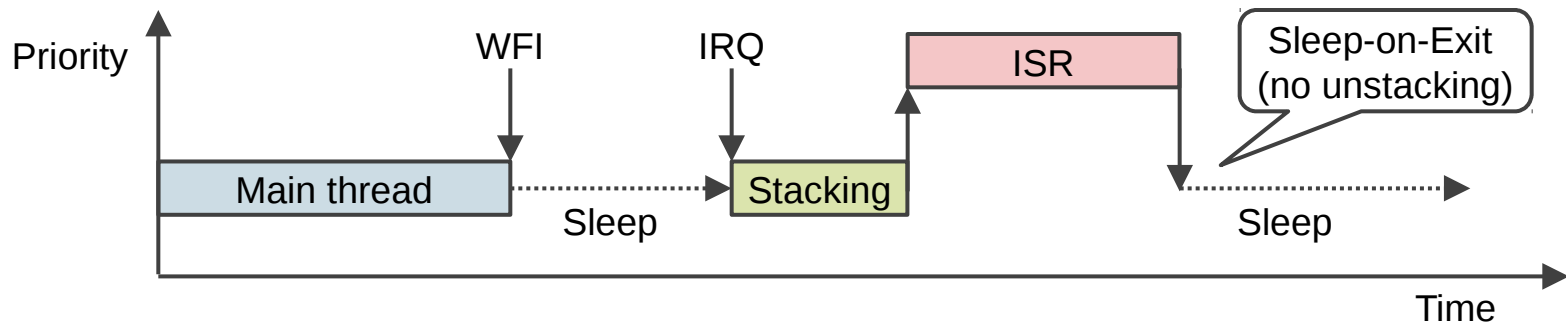 Priority
WFI
IRQ
ISR
Sleep-on-Exit
(no unstacking)
Main thread
Sleep
Stacking
Sleep
Time